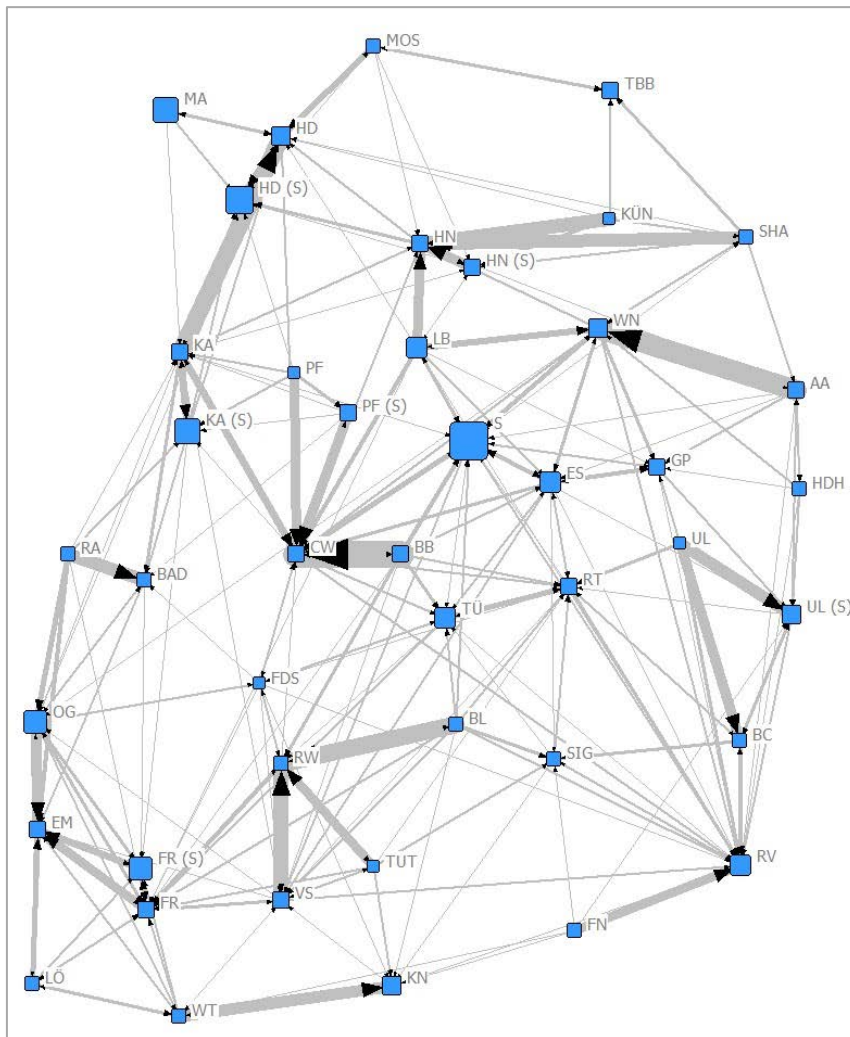 MOS
TBB
MA
HD
HD (S)
KÜN
SHA
HN
HN (S)
WN
LB
KA
PF
AA
PF (S)
KA (S)
S
GP
ES
HDH
UL
CW
BB
RA
BAD
RT
UL (S)
TÜ
FDS
OG
BL
BC
RW
SIG
EM
FR (S)
TUT
RV
VS
FR
FN
LÖ
KN
WT